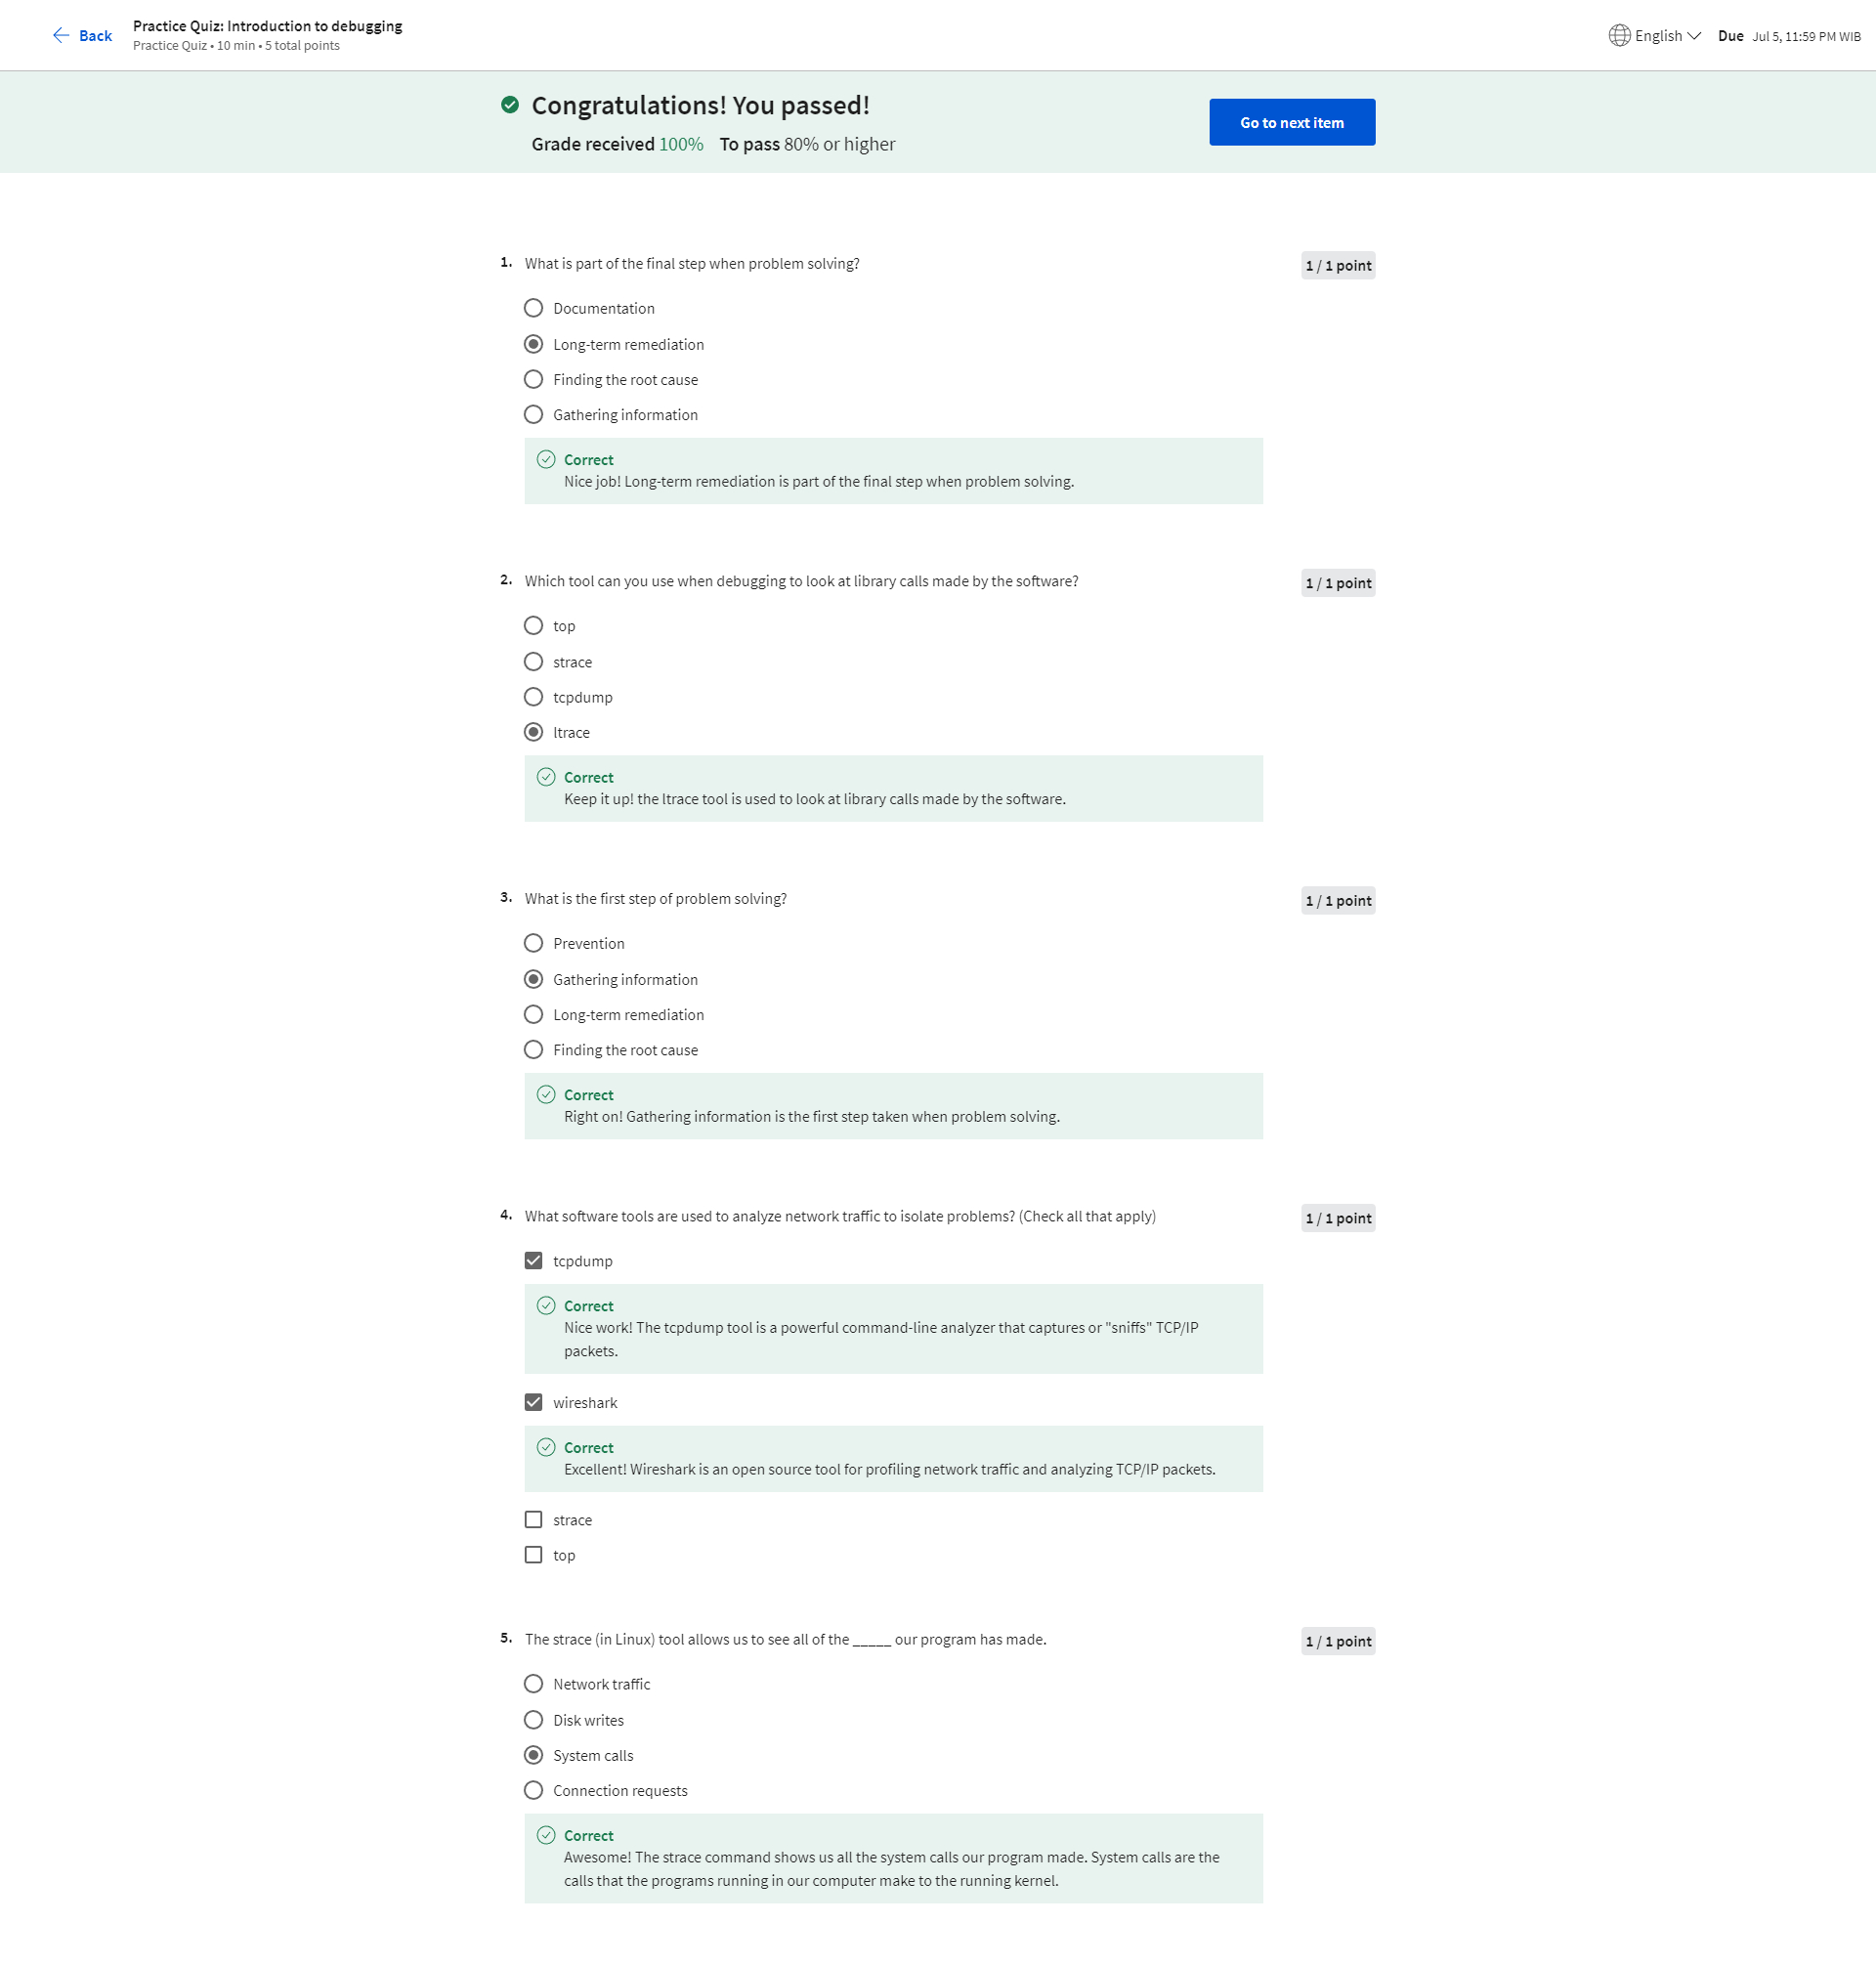 Back
Practice Quiz: Introduction to debugging
Practice Quiz • 10 min • 5 total points
English
Due Jul 5, 11:59 PM WIB
Congratulations! You passed!
Grade received 100% To pass 80% or higher
Go to next item
1. What is part of the final step when problem solving?
1 / 1 point
Documentation
Long-term remediation
Finding the root cause
Gathering information
Correct
Nice job! Long-term remediation is part of the final step when problem solving.
2. Which tool can you use when debugging to look at library calls made by the software?
1 / 1 point
top
strace
tcpdump
ltrace
Correct
Keep it up! the ltrace tool is used to look at library calls made by the software.
3. What is the first step of problem solving?
1 / 1 point
Prevention
Gathering information
Long-term remediation
Finding the root cause
Correct
Right on! Gathering information is the first step taken when problem solving.
4. What software tools are used to analyze network traffic to isolate problems? (Check all that apply)
1 / 1 point
tcpdump
Correct
Nice work! The tcpdump tool is a powerful command-line analyzer that captures or "sniffs" TCP/IP
packets.
wireshark
Correct
Excellent! Wireshark is an open source tool for profiling network traffic and analyzing TCP/IP packets.
strace
top
5. The strace (in Linux) tool allows us to see all of the _____ our program has made.
1 / 1 point
Network traffic
Disk writes
System calls
Connection requests
Correct
Awesome! The strace command shows us all the system calls our program made. System calls are the
calls that the programs running in our computer make to the running kernel.